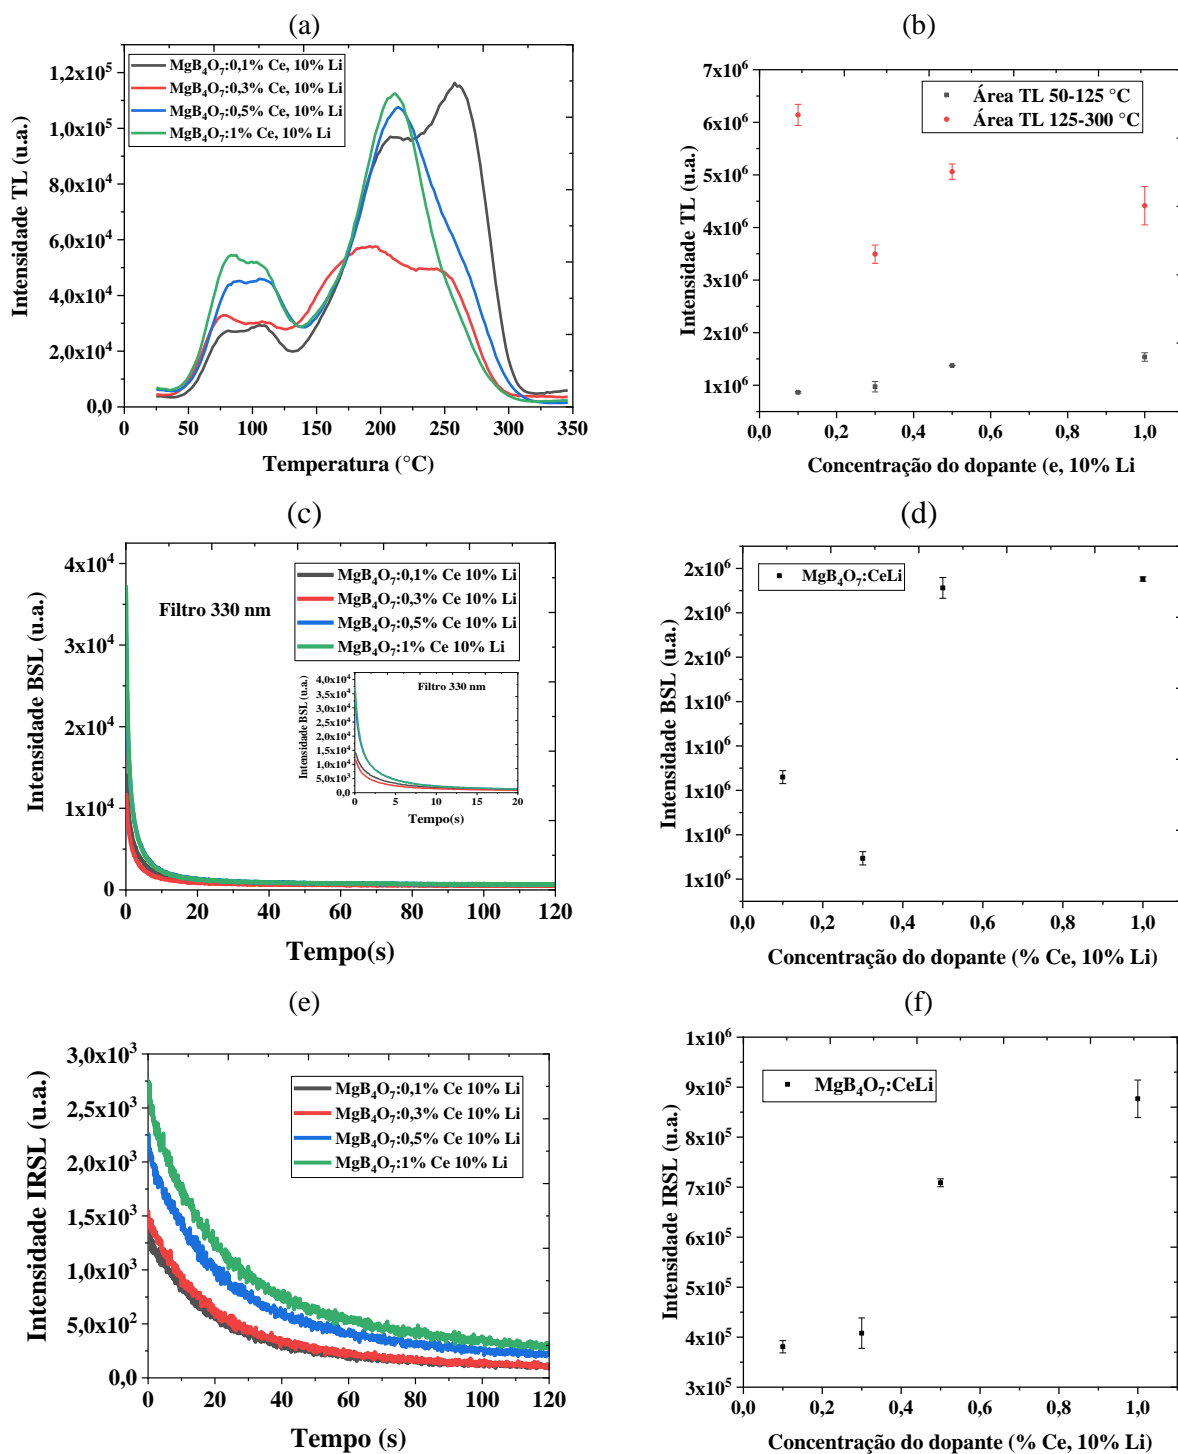 (a)
MgB₄O₇:0,1% Ce, 10% Li
MgB₄O₇:0,3% Ce, 10% Li
MgB₄O₇:0,5% Ce, 10% Li
MgB₄O₇:1% Ce, 10% Li
Intensidade TL (u.a.)
1,2x10⁵
1,0x10⁵
8,0x10⁴
6,0x10⁴
4,0x10⁴
2,0x10⁴
0,0
0 50 100 150 200 250 300 350
Temperatura (°C)
(b)
Área TL 50-125 °C
Área TL 125-300 °C
Intensidade TL (u.a.)
7x10⁶
6x10⁶
5x10⁶
4x10⁶
3x10⁶
2x10⁶
1x10⁶
0,0 0,2 0,4 0,6 0,8 1,0
Concentração do dopante (e, 10% Li
(c)
Filtro 330 nm
MgB₄O₇:0,1% Ce 10% Li
MgB₄O₇:0,3% Ce 10% Li
MgB₄O₇:0,5% Ce 10% Li
MgB₄O₇:1% Ce 10% Li
Intensidade BSL (u.a.)
4x10⁴
3x10⁴
2x10⁴
1x10⁴
0
0 20 40 60 80 100 120
Tempo(s)
Filtro 330 nm
Intensidade BSL (u.a.)
4,0x10⁴
3,5x10⁴
3,0x10⁴
2,5x10⁴
2,0x10⁴
1,5x10⁴
1,0x10⁴
5,0x10³
0,0
0 5 10 15 20
Tempo(s)
(d)
MgB₄O₇:CeLi
Intensidade BSL (u.a.)
2x10⁶
2x10⁶
2x10⁶
1x10⁶
1x10⁶
1x10⁶
1x10⁶
1x10⁶
0,0 0,2 0,4 0,6 0,8 1,0
Concentração do dopante (% Ce, 10% Li)
(e)
MgB₄O₇:0,1% Ce 10% Li
MgB₄O₇:0,3% Ce 10% Li
MgB₄O₇:0,5% Ce 10% Li
MgB₄O₇:1% Ce 10% Li
Intensidade IRSL (u.a.)
3,0x10³
2,5x10³
2,0x10³
1,5x10³
1,0x10³
5,0x10²
0,0
0 20 40 60 80 100 120
Tempo (s)
(f)
MgB₄O₇:CeLi
Intensidade IRSL (u.a.)
1x10⁶
9x10⁵
8x10⁵
7x10⁵
6x10⁵
5x10⁵
4x10⁵
3x10⁵
0,0 0,2 0,4 0,6 0,8 1,0
Concentração do dopante (% Ce, 10% Li)